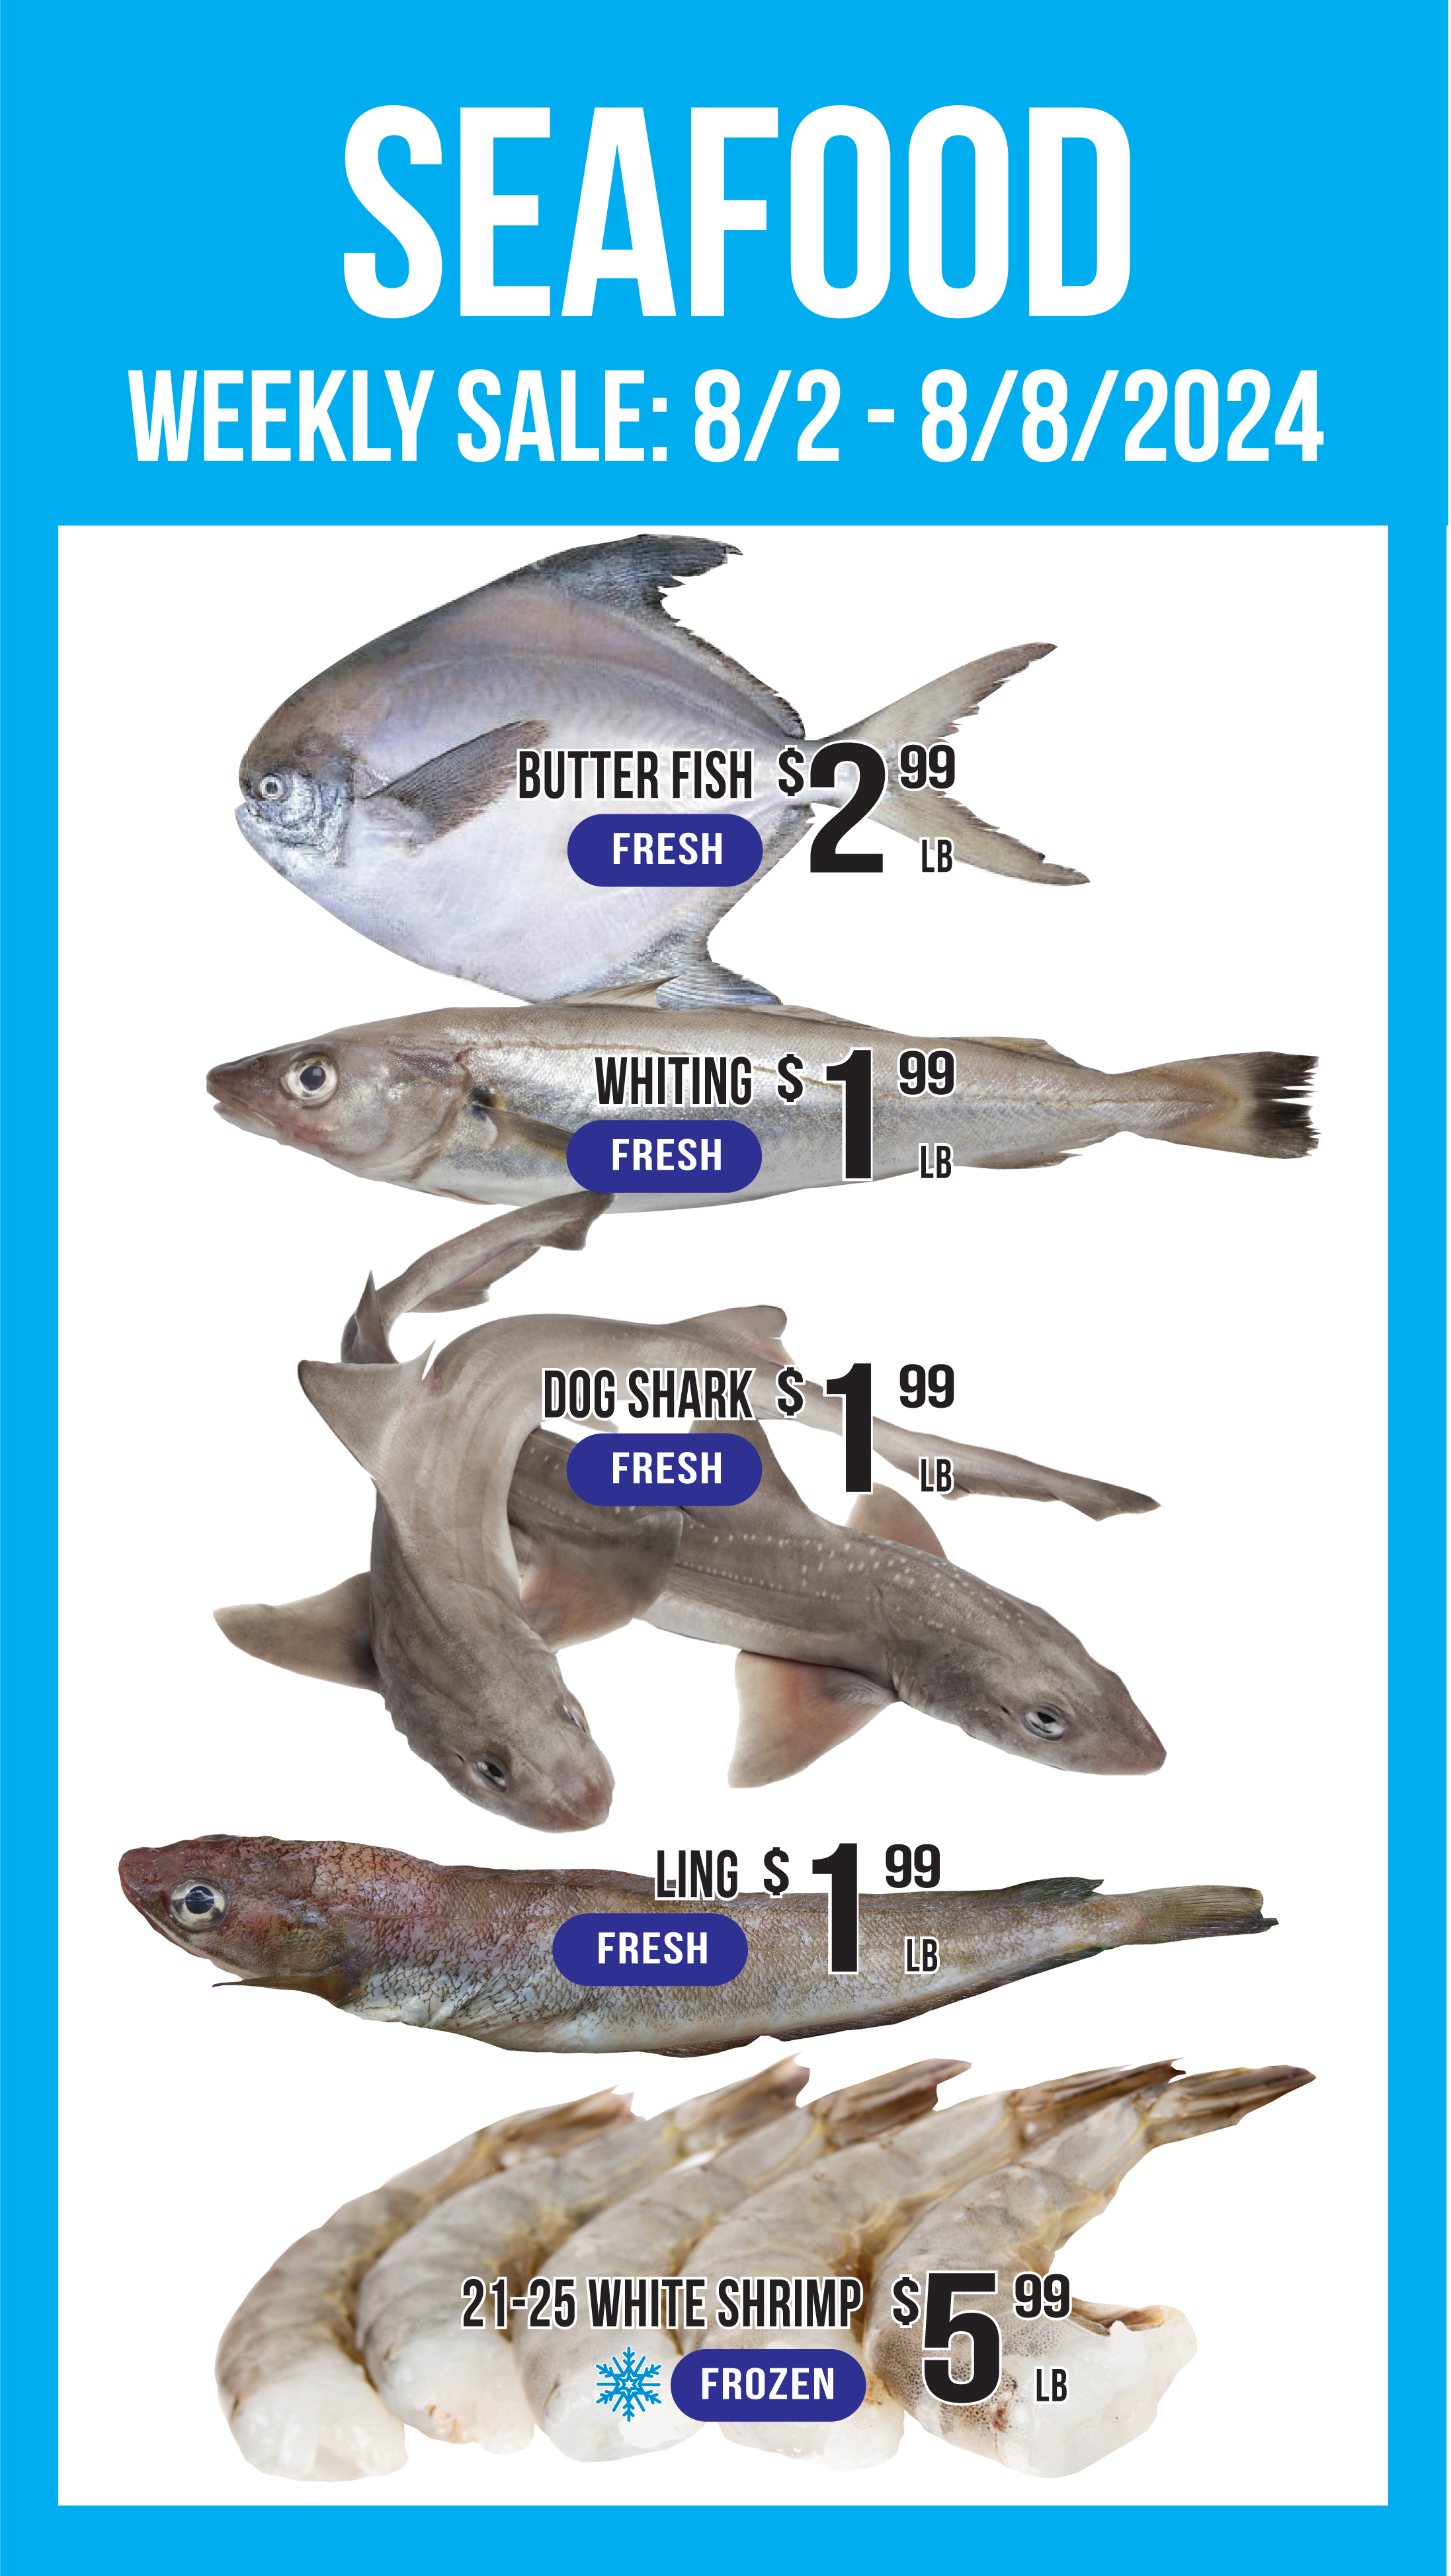 SEAFOOD
WEEKLY SALE: 8/2 - 8/8/2024
BUTTER FISH $2 99
FRESH LB
WHITING $1 99
FRESH LB
DOG SHARK $1 99
FRESH LB
LING $1 99
FRESH LB
21-25 WHITE SHRIMP $5 99
FROZEN LB